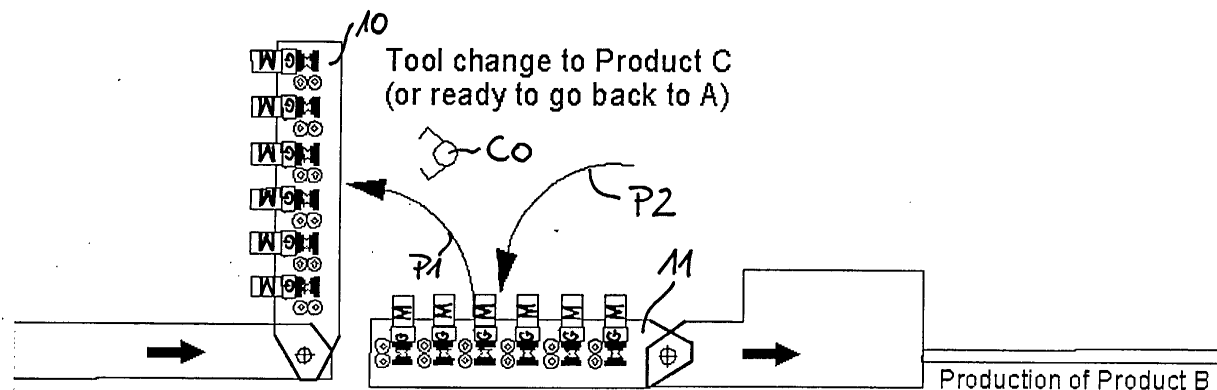 10
Tool change to Product C
(or ready to go back to A)
Co
P2
P1
11
M G
M G
M G
M G
M G
M G
M M M M M M
G G G G G G
Production of Product B